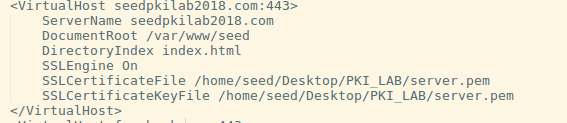 <VirtualHost seedpkilab2018.com:443>
ServerName seedpkilab2018.com
DocumentRoot /var/www/seed
DirectoryIndex index.html
SSLEngine On
SSLCertificateFile /home/seed/Desktop/PKI_LAB/server.pem
SSLCertificateKeyFile /home/seed/Desktop/PKI_LAB/server.pem
</VirtualHost>